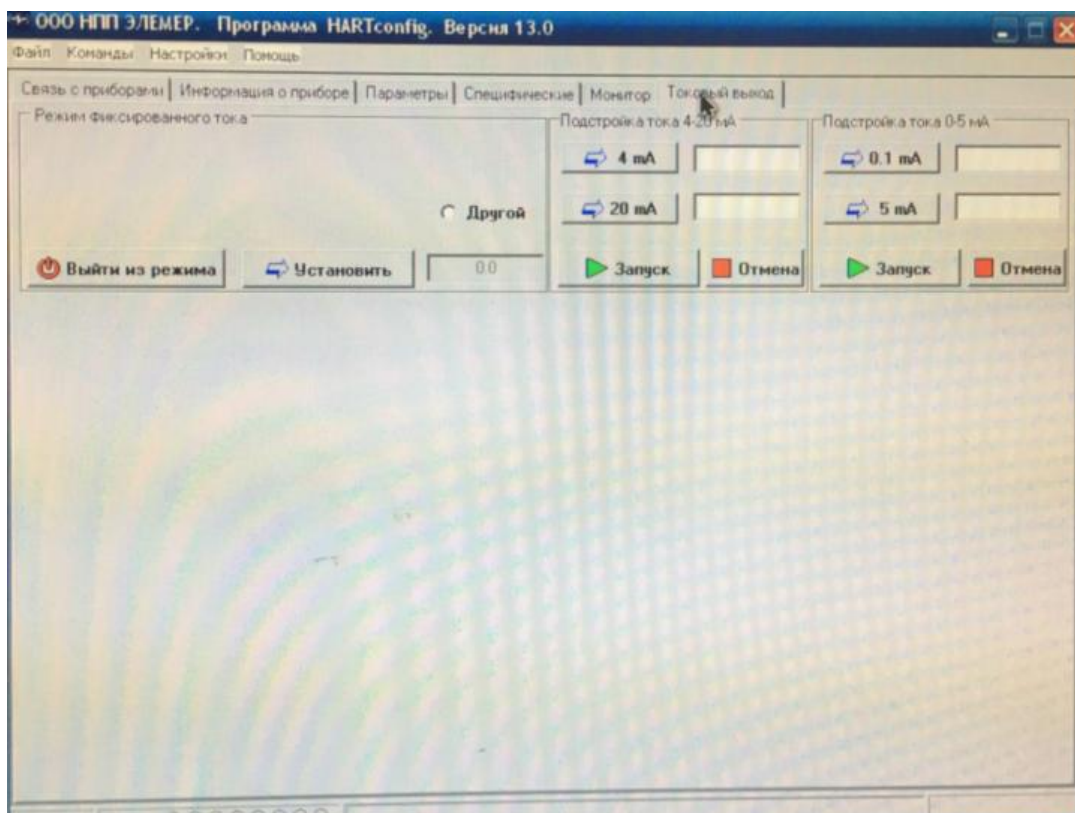 ООО НПП ЭЛЕМЕР. Программа HARTconfig. Версия 13.0
Файл Команды Настройки Помощь
Связь с приборами Информация о приборе Параметры Специфические Монитор Токовый выход
Режим фиксированного тока
Другой
Выйти из режима Установить 0.0
Подстройка тока 4-20 мА
4 mA
20 mA
Запуск Отмена
Подстройка тока 0-5 мА
0.1 mA
5 mA
Запуск Отмена